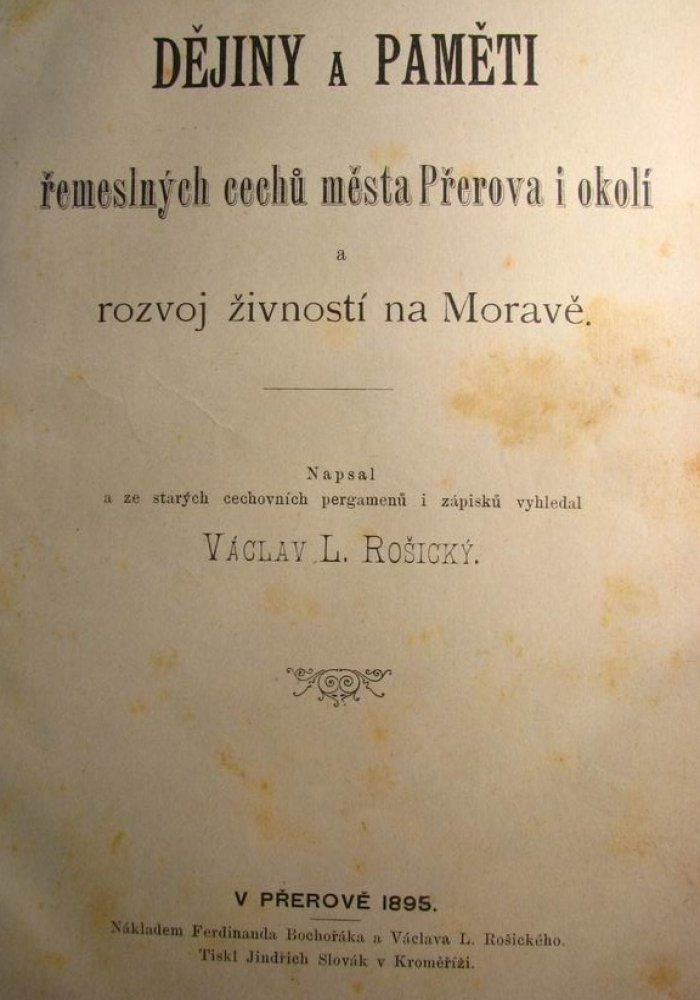 DĚJINY A PAMĚTI
řemeslných cechů města Přerova i okolí
a
rozvoj živností na Moravě.
Napsal
a ze starých cechovních pergamenů i zápisků vyhledal
VÁCLAV L. ROŠICKÝ.
V PŘEROVĚ 1895.
Nákladem Ferdinanda Bochořáka a Václava L. Rošického.
Tiskl Jindřich Slovák v Kroměříži.